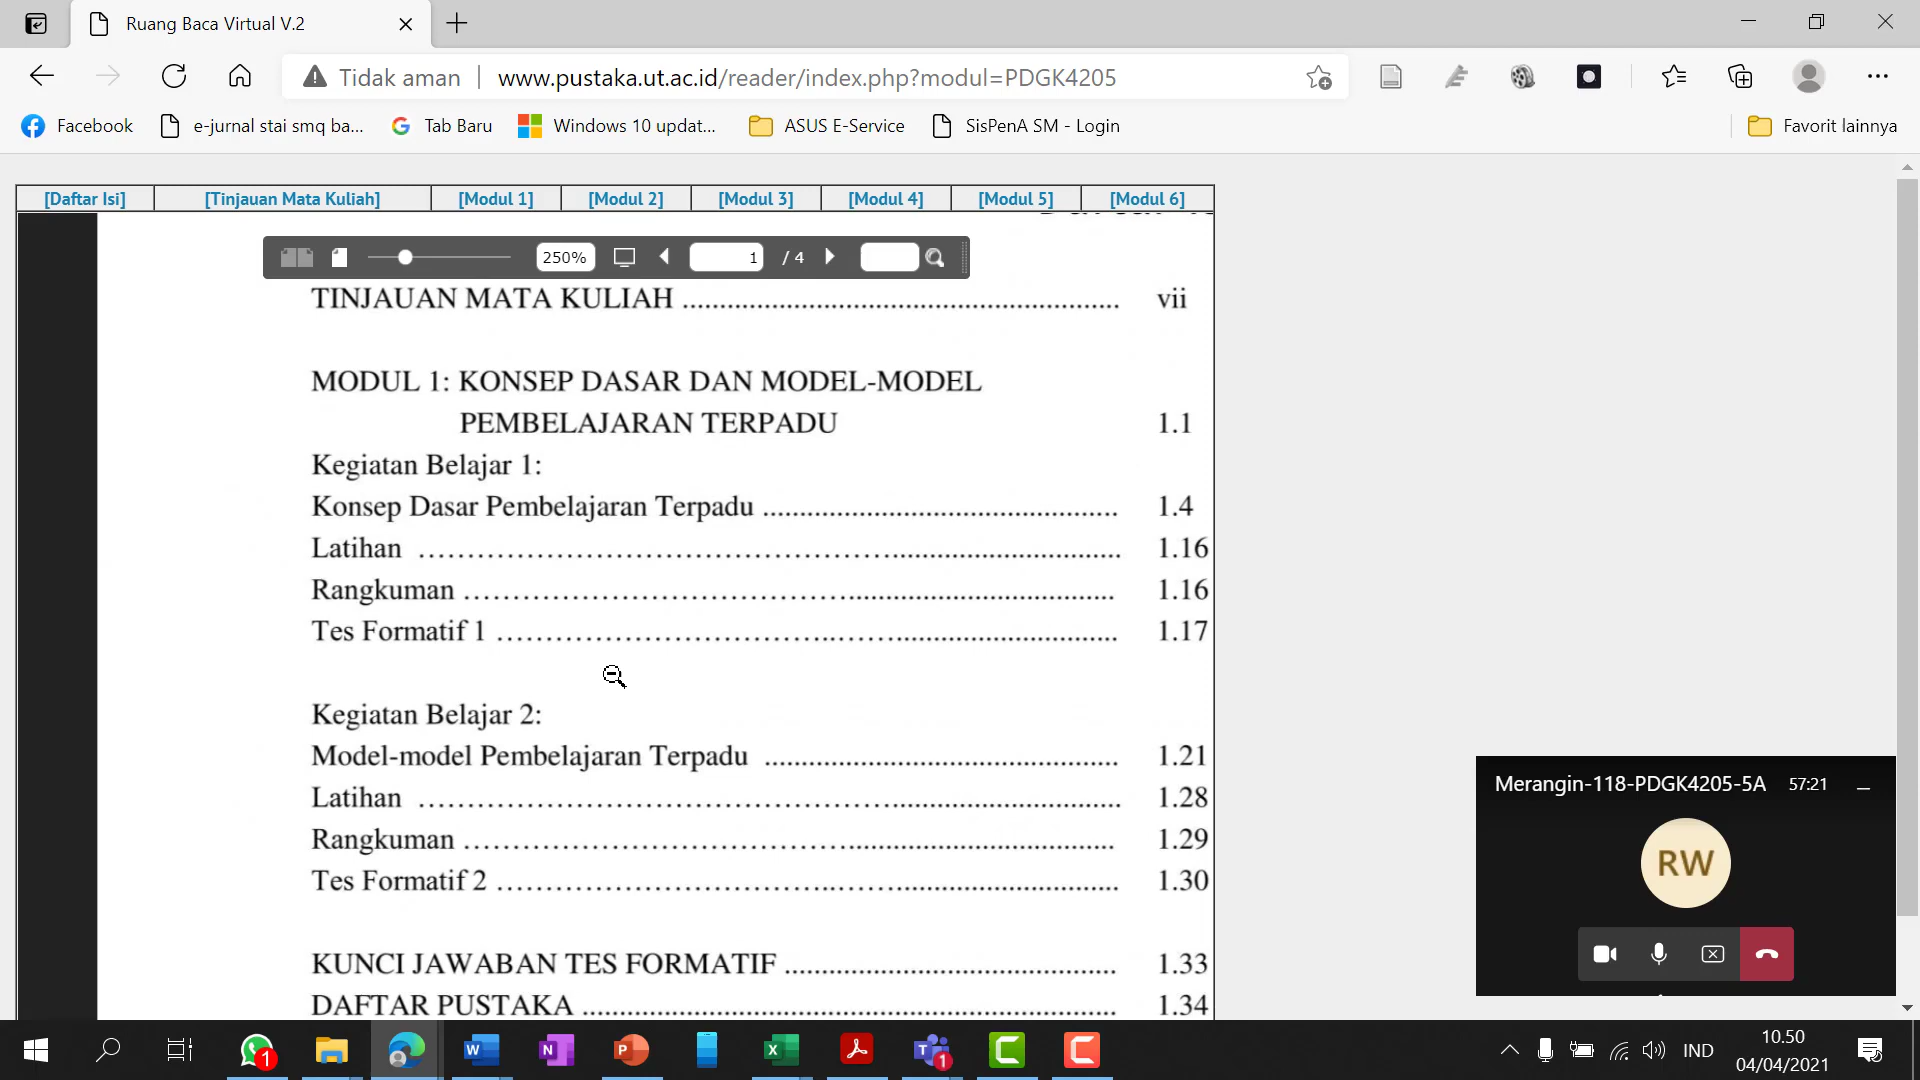 Ruang Baca Virtual V.2
Tidak aman
www.pustaka.ut.ac.id/reader/index.php?modul=PDGK4205
Facebook
e-jurnal stai smq ba...
Tab Baru
Windows 10 updat...
ASUS E-Service
SisPenA SM - Login
Favorit lainnya
[Daftar Isi] [Tinjauan Mata Kuliah] [Modul 1] [Modul 2] [Modul 3] [Modul 4] [Modul 5] [Modul 6]
250% 1 / 4
TINJAUAN MATA KULIAH ........................................................ vii
MODUL 1: KONSEP DASAR DAN MODEL-MODEL
PEMBELAJARAN TERPADU 1.1
Kegiatan Belajar 1:
Konsep Dasar Pembelajaran Terpadu ............................................. 1.4
Latihan ……………………………………………................................ 1.16
Rangkuman ………………………………………................................. 1.16
Tes Formatif 1 …………………………………..……............................ 1.17
Kegiatan Belajar 2:
Model-model Pembelajaran Terpadu ............................................. 1.21
Latihan ……………………………………………................................ 1.28
Rangkuman ………………………………………................................. 1.29
Tes Formatif 2 …………………………………..……............................ 1.30
KUNCI JAWABAN TES FORMATIF .......................................... 1.33
DAFTAR PUSTAKA .................................................................... 1.34
Merangin-118-PDGK4205-5A 57:21
RW
1
1
IND
10.50
04/04/2021